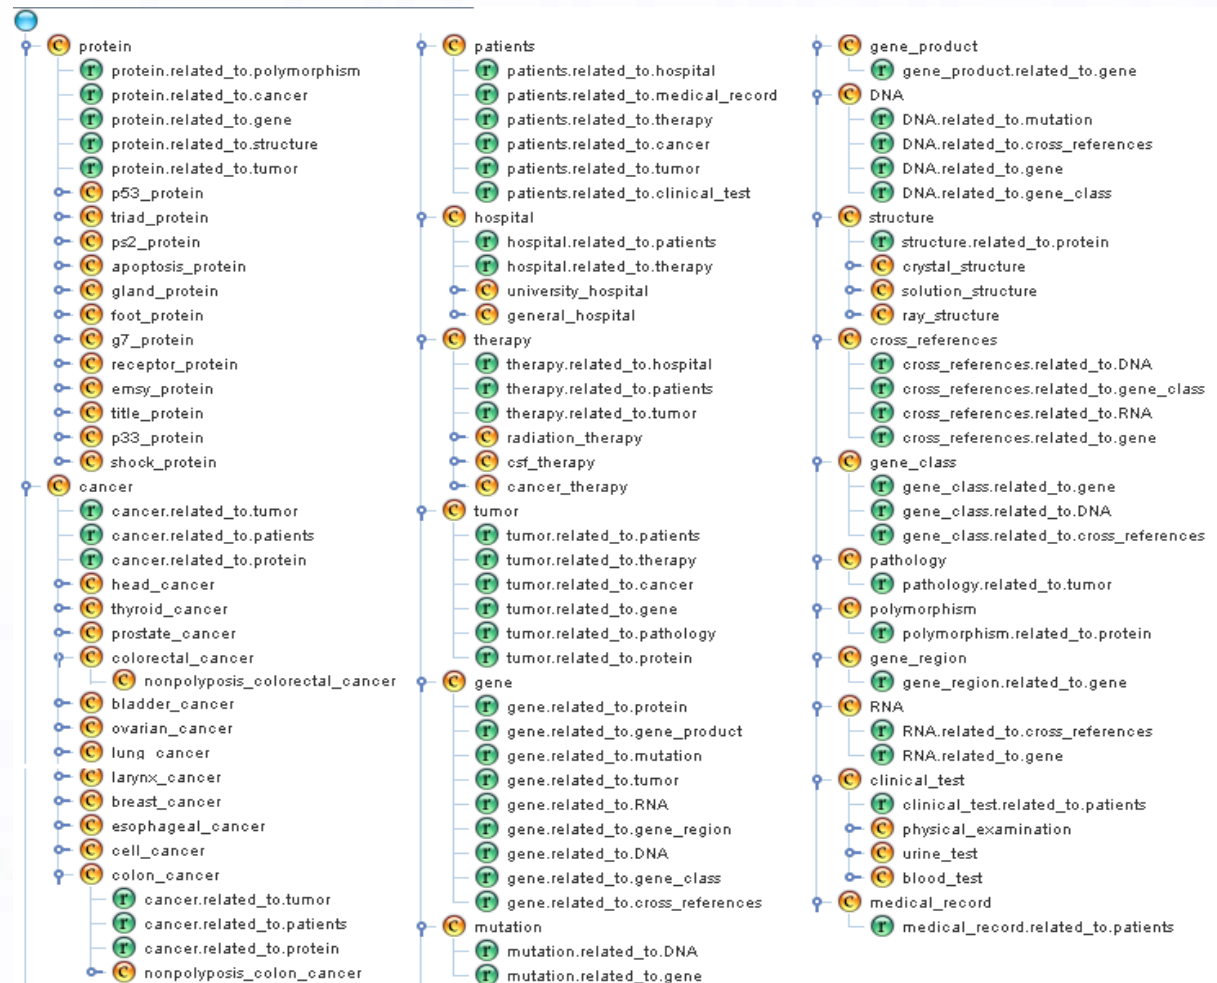 protein
protein.related_to.polymorphism
protein.related_to.cancer
protein.related_to.gene
protein.related_to.structure
protein.related_to.tumor
p53_protein
triad_protein
ps2_protein
apoptosis_protein
gland_protein
foot_protein
g7_protein
receptor_protein
emsy_protein
title_protein
p33_protein
shock_protein
cancer
cancer.related_to.tumor
cancer.related_to.patients
cancer.related_to.protein
head_cancer
thyroid_cancer
prostate_cancer
colorectal_cancer
nonpolyposis_colorectal_cancer
bladder_cancer
ovarian_cancer
lung_cancer
larynx_cancer
breast_cancer
esophageal_cancer
cell_cancer
colon_cancer
cancer.related_to.tumor
cancer.related_to.patients
cancer.related_to.protein
nonpolyposis_colon_cancer
patients
patients.related_to.hospital
patients.related_to.medical_record
patients.related_to.therapy
patients.related_to.cancer
patients.related_to.tumor
patients.related_to.clinical_test
hospital
hospital.related_to.patients
hospital.related_to.therapy
university_hospital
general_hospital
therapy
therapy.related_to.hospital
therapy.related_to.patients
therapy.related_to.tumor
radiation_therapy
csf_therapy
cancer_therapy
tumor
tumor.related_to.patients
tumor.related_to.therapy
tumor.related_to.cancer
tumor.related_to.gene
tumor.related_to.pathology
tumor.related_to.protein
gene
gene.related_to.protein
gene.related_to.gene_product
gene.related_to.mutation
gene.related_to.tumor
gene.related_to.RNA
gene.related_to.gene_region
gene.related_to.DNA
gene.related_to.gene_class
gene.related_to.cross_references
mutation
mutation.related_to.DNA
mutation.related_to.gene
gene_product
gene_product.related_to.gene
DNA
DNA.related_to.mutation
DNA.related_to.cross_references
DNA.related_to.gene
DNA.related_to.gene_class
structure
structure.related_to.protein
crystal_structure
solution_structure
ray_structure
cross_references
cross_references.related_to.DNA
cross_references.related_to.gene_class
cross_references.related_to.RNA
cross_references.related_to.gene
gene_class
gene_class.related_to.gene
gene_class.related_to.DNA
gene_class.related_to.cross_references
pathology
pathology.related_to.tumor
polymorphism
polymorphism.related_to.protein
gene_region
gene_region.related_to.gene
RNA
RNA.related_to.cross_references
RNA.related_to.gene
clinical_test
clinical_test.related_to.patients
physical_examination
urine_test
blood_test
medical_record
medical_record.related_to.patients